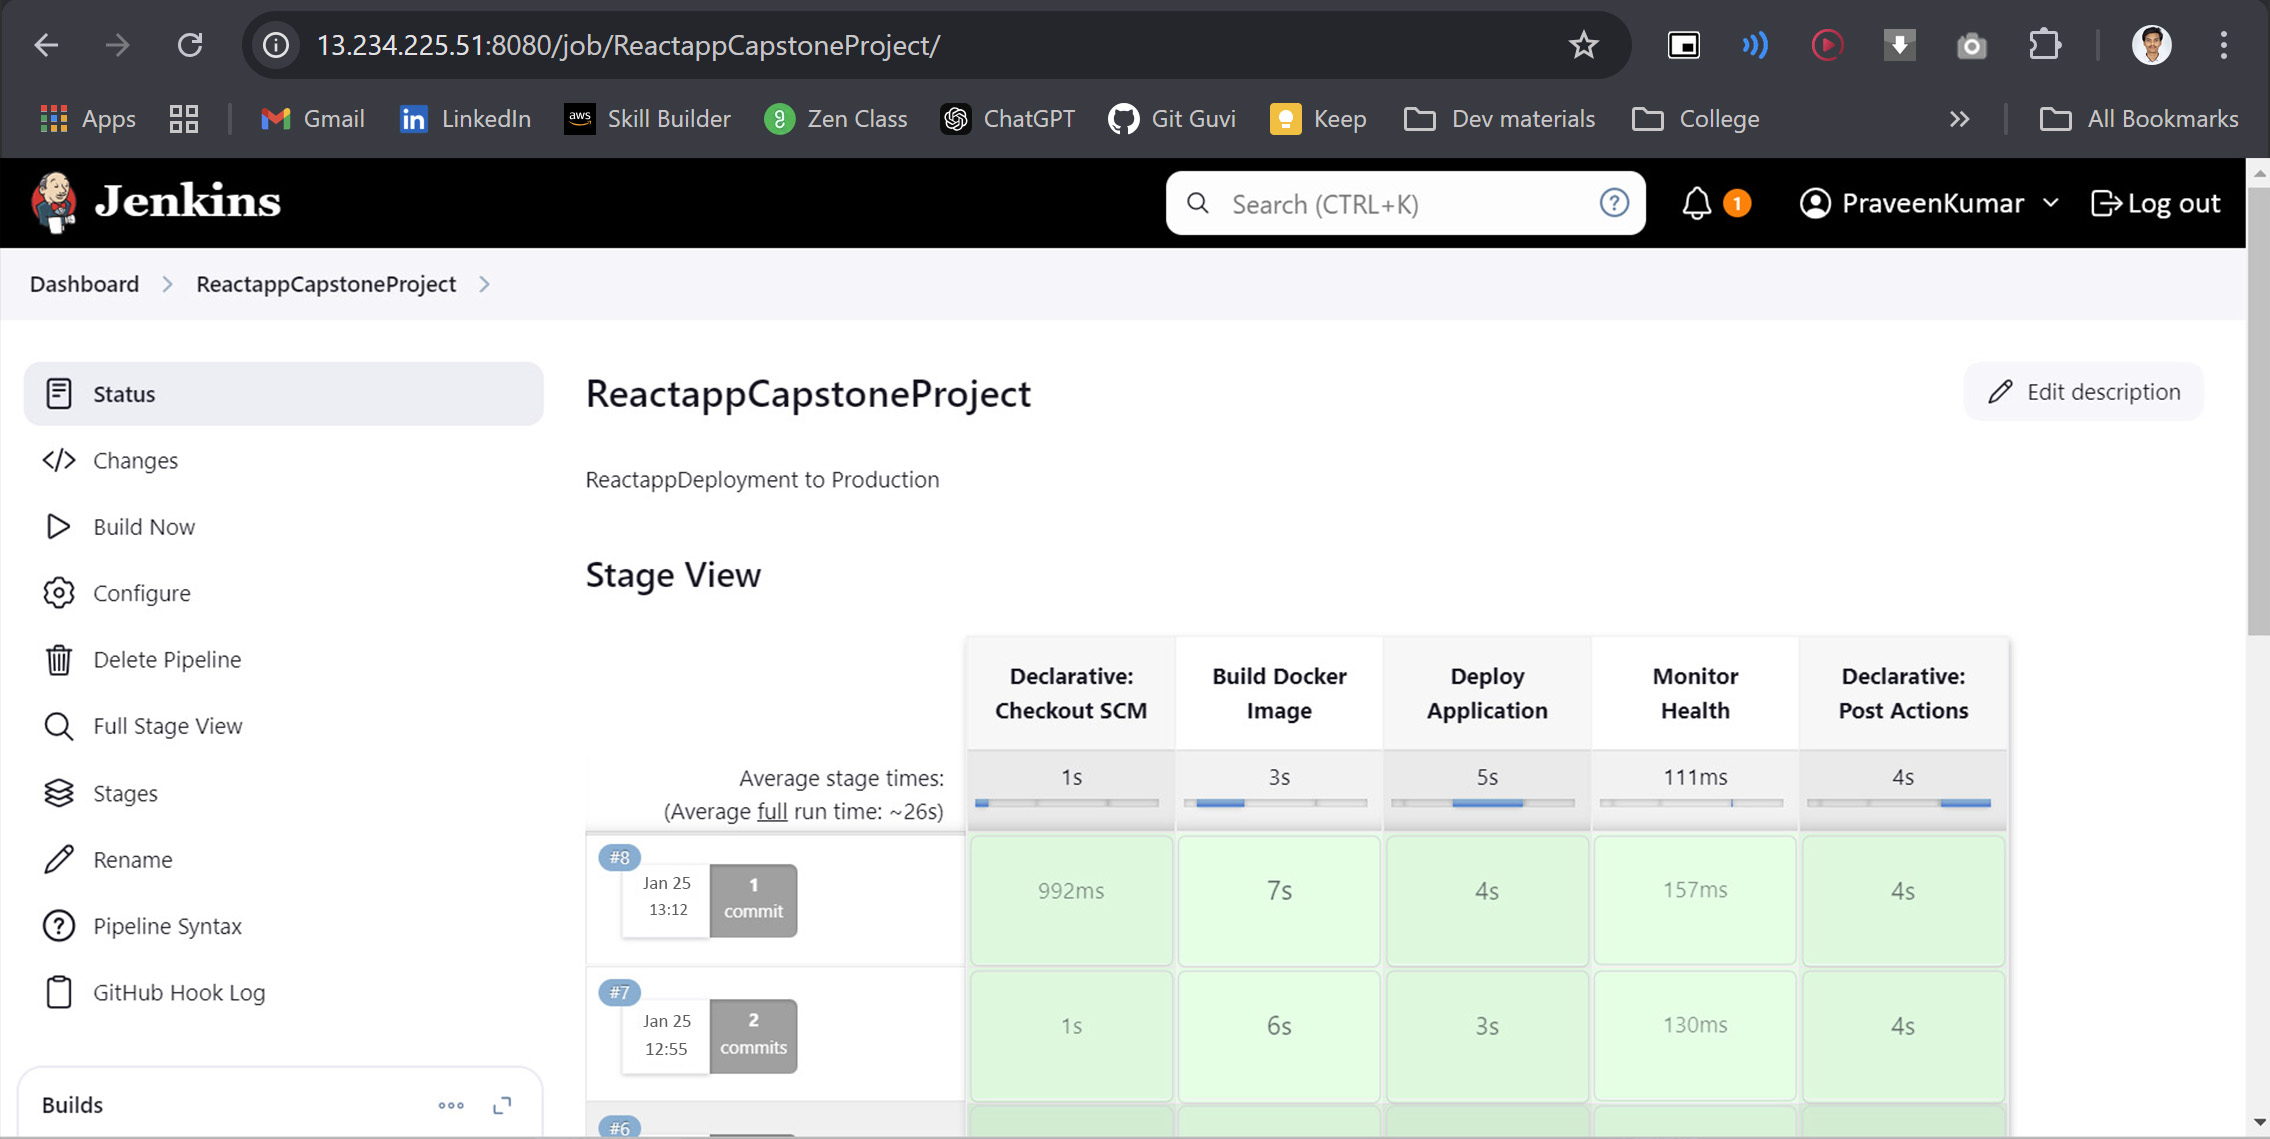 13.234.225.51:8080/job/ReactappCapstoneProject/
Apps
Gmail
in LinkedIn
aws Skill Builder
Zen Class
ChatGPT
Git Guvi
Keep
Dev materials
College
All Bookmarks
Jenkins
Search (CTRL+K)
1
PraveenKumar
Log out
Dashboard
ReactappCapstoneProject
Status
Changes
Build Now
Configure
Delete Pipeline
Full Stage View
Stages
Rename
Pipeline Syntax
GitHub Hook Log
Builds
ReactappCapstoneProject
Edit description
ReactappDeployment to Production
Stage View
Declarative: Checkout SCM
Build Docker Image
Deploy Application
Monitor Health
Declarative: Post Actions
Average stage times:
(Average full run time: ~26s)
1s
3s
5s
111ms
4s
#8
Jan 25
13:12
1
commit
992ms
7s
4s
157ms
4s
#7
Jan 25
12:55
2
commits
1s
6s
3s
130ms
4s
#6